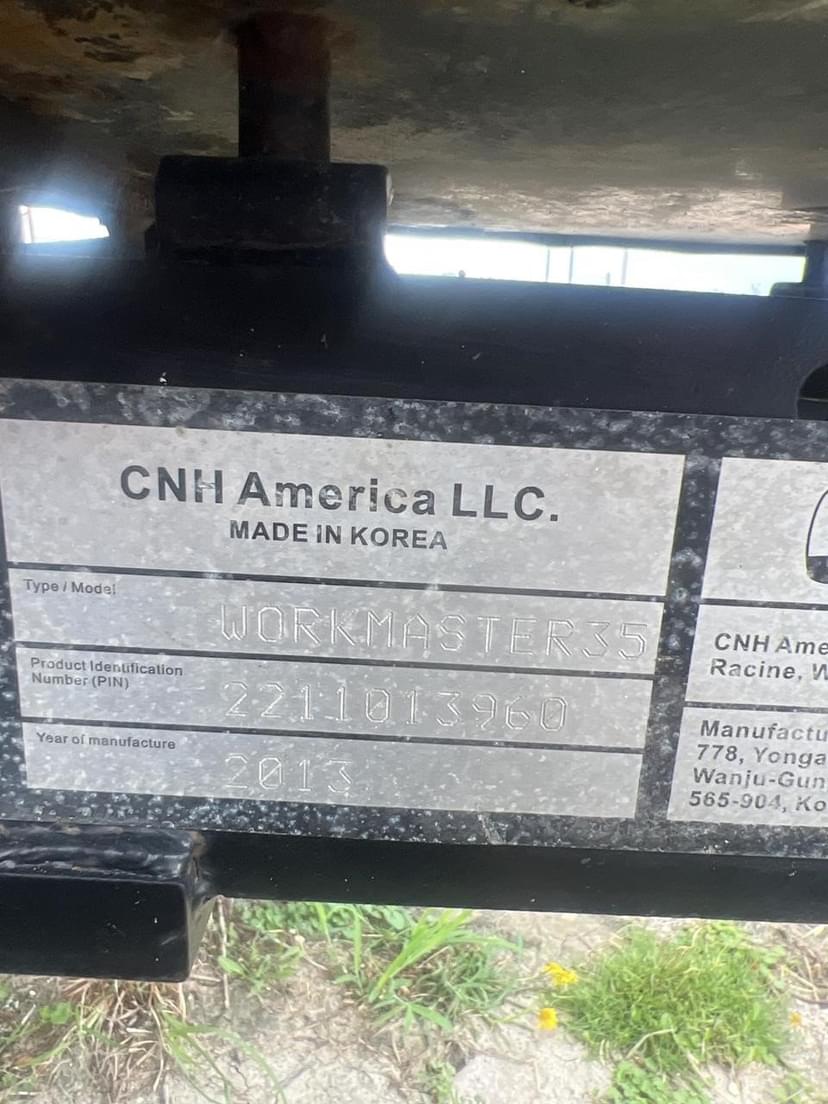 CNH America LLC.
MADE IN KOREA
Type / Model
WORKMASTER35
Product Identification
Number (PIN)
2211013960
Year of manufacture
2013
CNH Ame
Racine, W
Manufactu
778, Yonga
Wanju-Gun
565-904, Ko